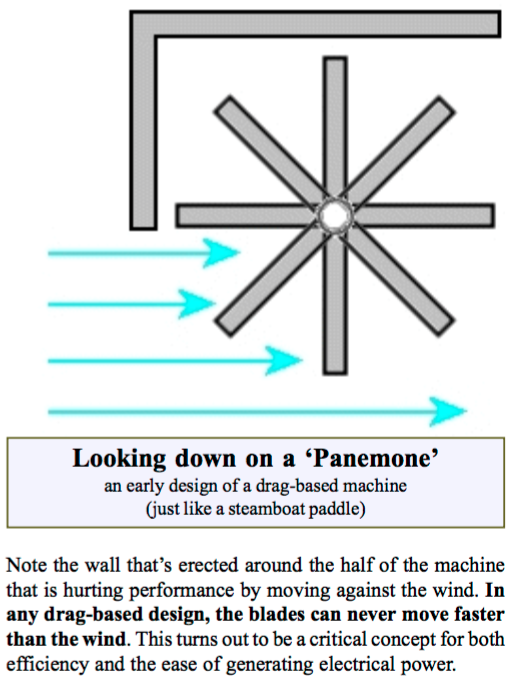 Looking down on a ‘Panemone’
an early design of a drag-based machine
(just like a steamboat paddle)
Note the wall that’s erected around the half of the machine
that is hurting performance by moving against the wind. In
any drag-based design, the blades can never move faster
than the wind. This turns out to be a critical concept for both
efficiency and the ease of generating electrical power.